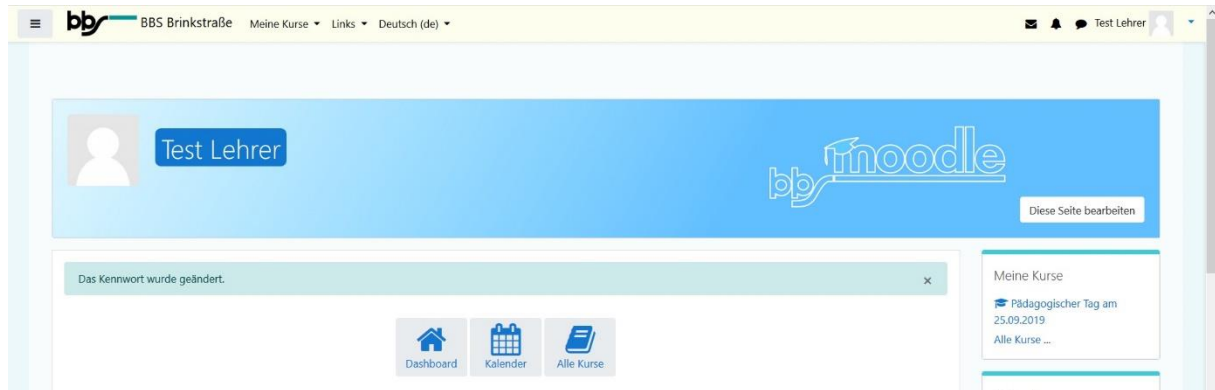 bbs BBS Brinkstraße Meine Kurse Links Deutsch (de) Test Lehrer
Test Lehrer
bbs moodle
Diese Seite bearbeiten
Das Kennwort wurde geändert. ×
Dashboard Kalender Alle Kurse
Meine Kurse
Pädagogischer Tag am
25.09.2019
Alle Kurse ...